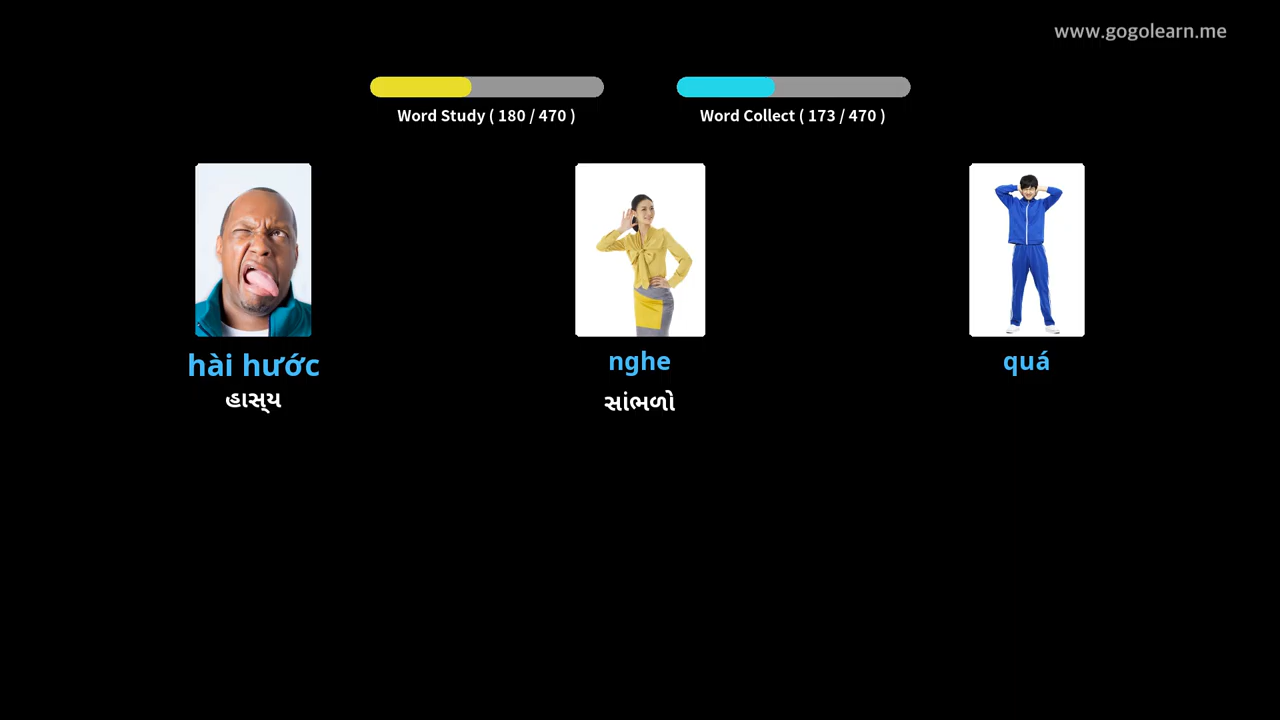 www.gogolearn.me
Word Study ( 180 / 470 )
Word Collect ( 173 / 470 )
hài hước
nghe
quá
હાસ્ય
સાંભળો